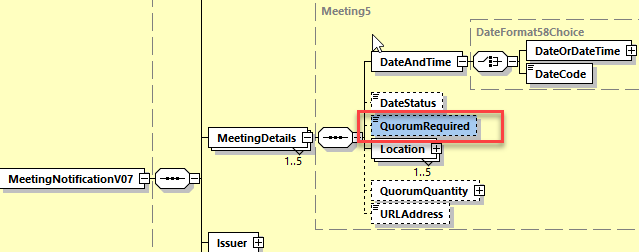 Meeting5
DateFormat58Choice
DateAndTime
DateOrDateTime
DateCode
DateStatus
QuorumRequired
MeetingDetails
Location
1..5
1..5
MeetingNotificationV07
QuorumQuantity
URLAddress
Issuer